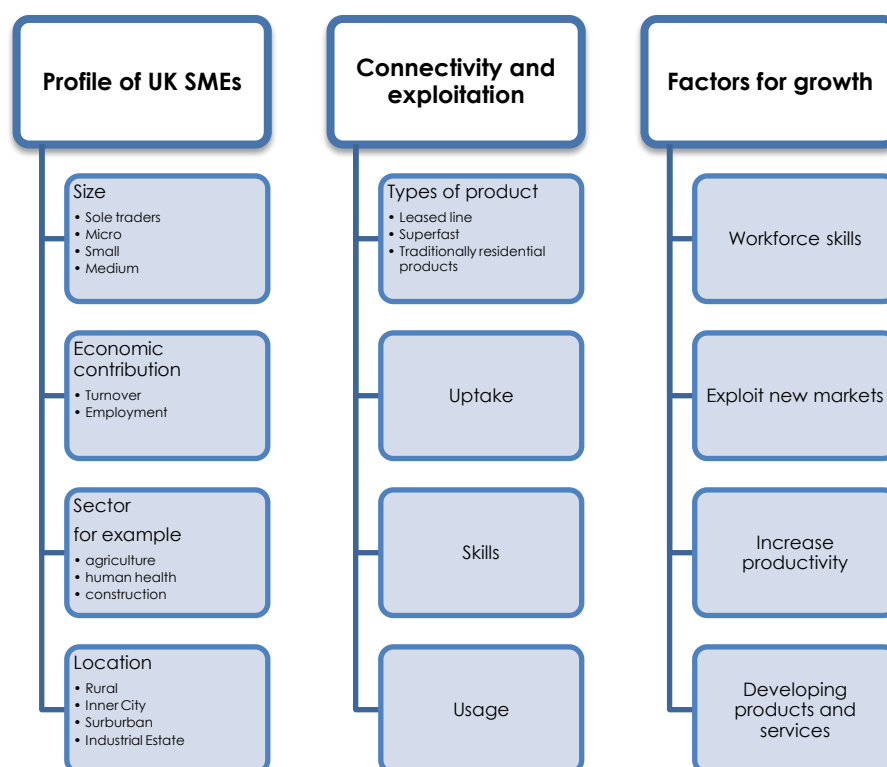 Profile of UK SMEs
Size
• Sole traders
• Micro
• Small
• Medium
Economic
contribution
• Turnover
• Employment
Sector
for example
• agriculture
• human health
• construction
Location
• Rural
• Inner City
• Surburban
• Industrial Estate
Connectivity and
exploitation
Types of product
• Leased line
• Superfast
• Traditionally residential
products
Uptake
Skills
Usage
Factors for growth
Workforce skills
Exploit new markets
Increase
productivity
Developing
products and
services